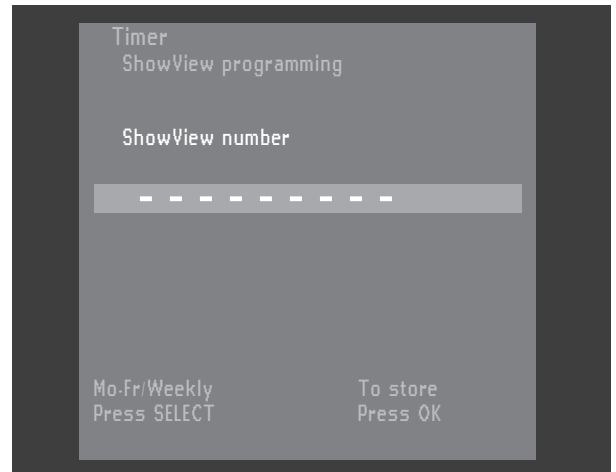 Timer
ShowView programming
ShowView number
- - - - - - - - -
Mo-Fr/Weekly To store
Press SELECT Press OK